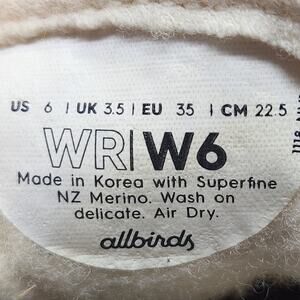 US 6 | UK 3.5 | EU 35 | CM 22.5
WR|W6
Made in Korea with Superfine
NZ Merino. Wash on
delicate. Air Dry.
allbirds